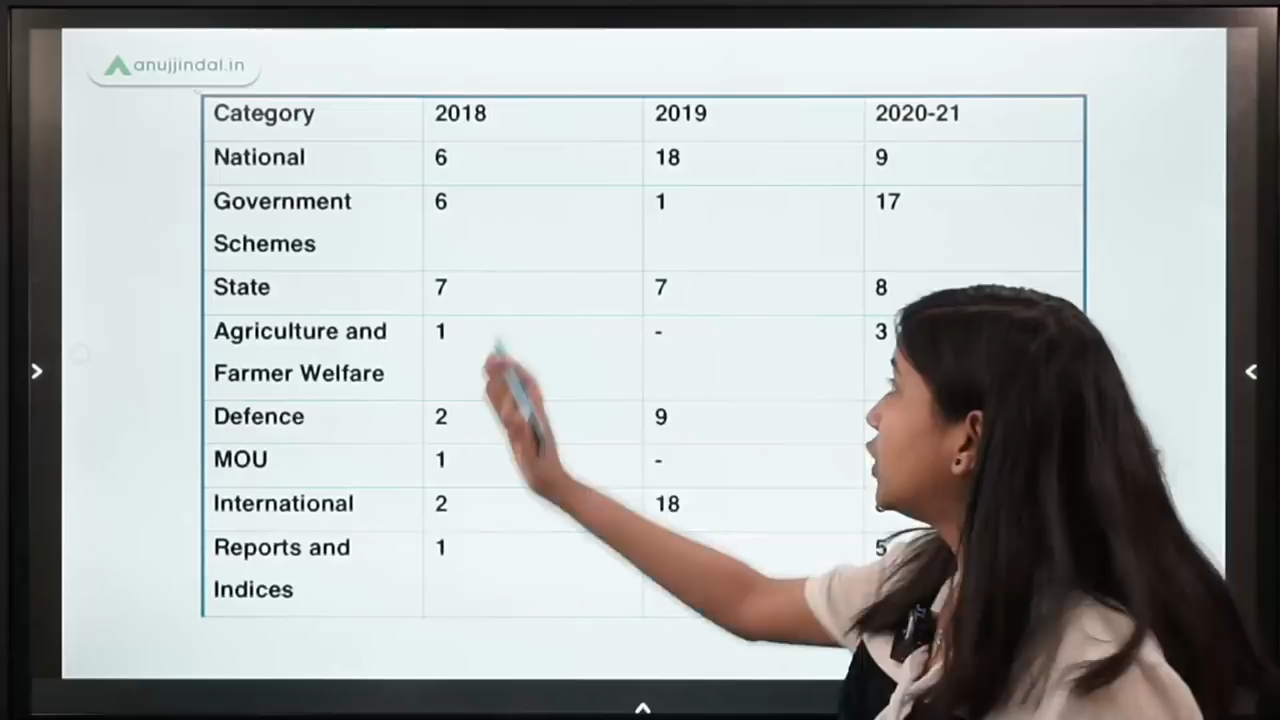 anujjindal.in
Category 2018 2019 2020-21
National 6 18 9
Government 6 1 17
Schemes
State 7 7 8
Agriculture and 1 - 3
Farmer Welfare
Defence 2 9
MOU 1 -
International 2 18
Reports and 1 5
Indices